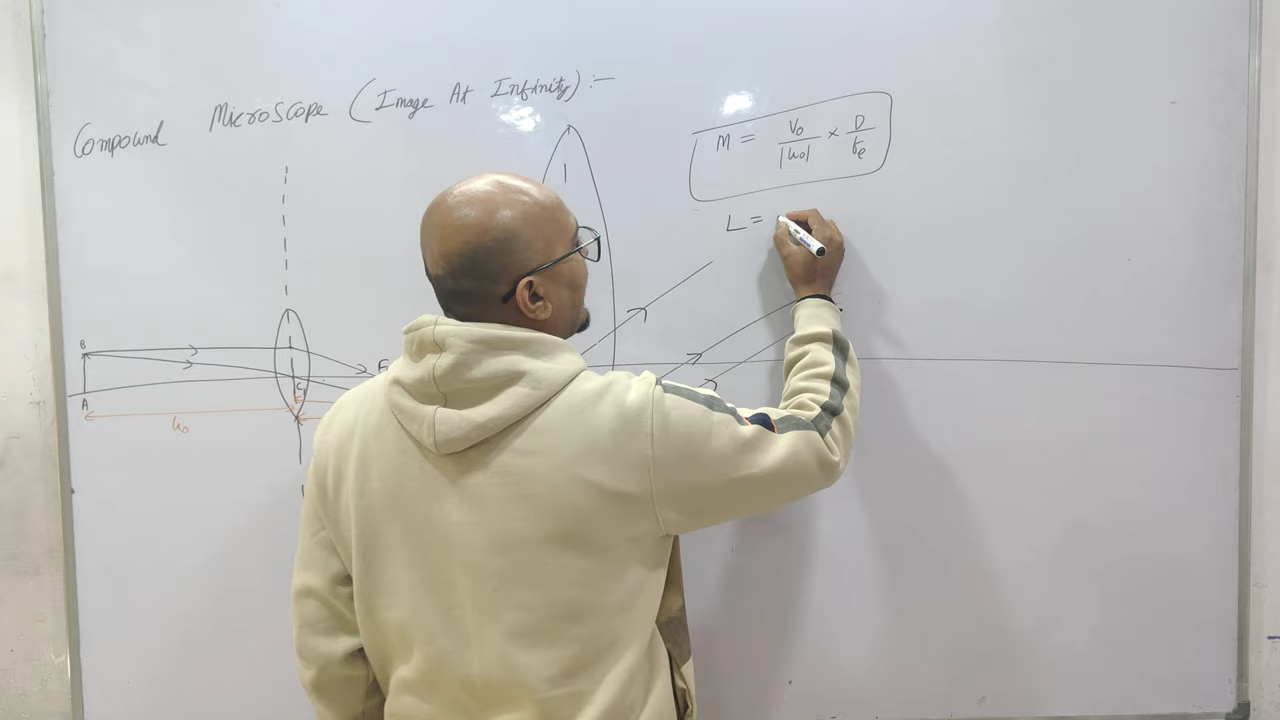 Compound MicroScope (Image At Infinity) :-
M = V₀/|u₀| × D/fₑ
L =
B
F
C
A
u₀